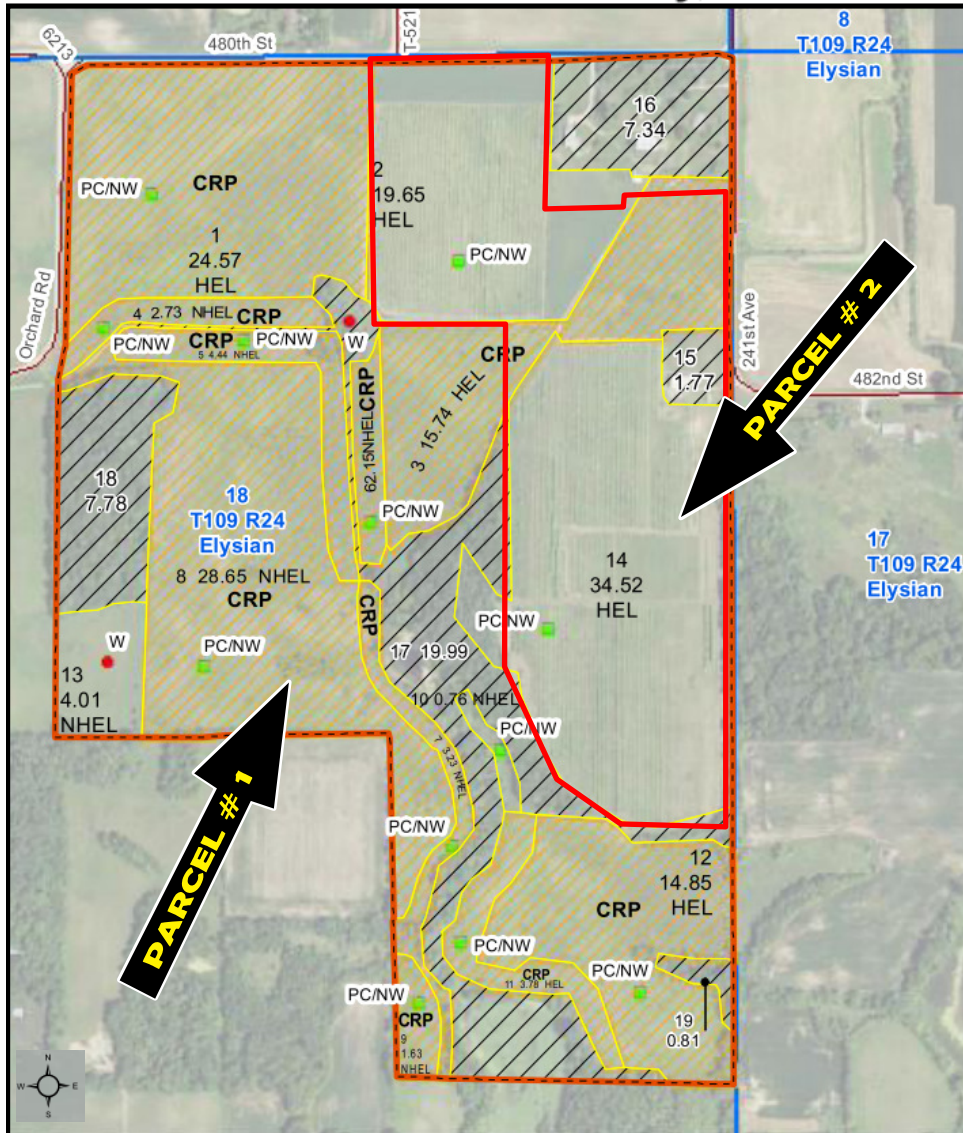 480th St
6213
T-521
8
T109 R24
Elysian
16
7.34
PC/NW
CRP
2
19.65
HEL
1
24.57
HEL
PC/NW
Orchard Rd
4 2.73 NHEL CRP
PC/NW
CRP
PC/NW
5 4.44 NHEL
W
CRP
62.15NHEL
CRP
3 15.74 HEL
15
1.77
241st Ave
482nd St
PARCEL # 2
18
7.78
18
T109 R24
Elysian
8 28.65 NHEL
CRP
PC/NW
14
34.52
HEL
17
T109 R24
Elysian
CRP
PC/NW
W
PC/NW
17 19.99
13
4.01
NHEL
10 0.76 NHEL
PC/NW
7 3.23 NHEL
PARCEL # 1
PC/NW
12
14.85
HEL
CRP
PC/NW
CRP
11 3.78 HEL
PC/NW
PC/NW
CRP
9
1.63
NHEL
19
0.81
N
W
E
S